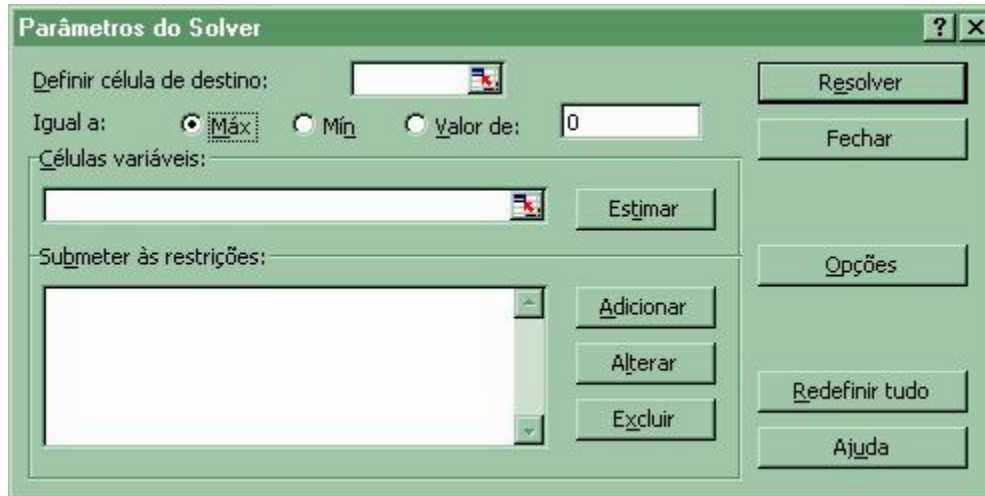 Parâmetros do Solver
Definir célula de destino:
Resolver
Igual a: Máx Mín Valor de: 0
Fechar
Células variáveis:
Estimar
Submeter às restrições:
Opções
Adicionar
Alterar
Redefinir tudo
Excluir
Ajuda